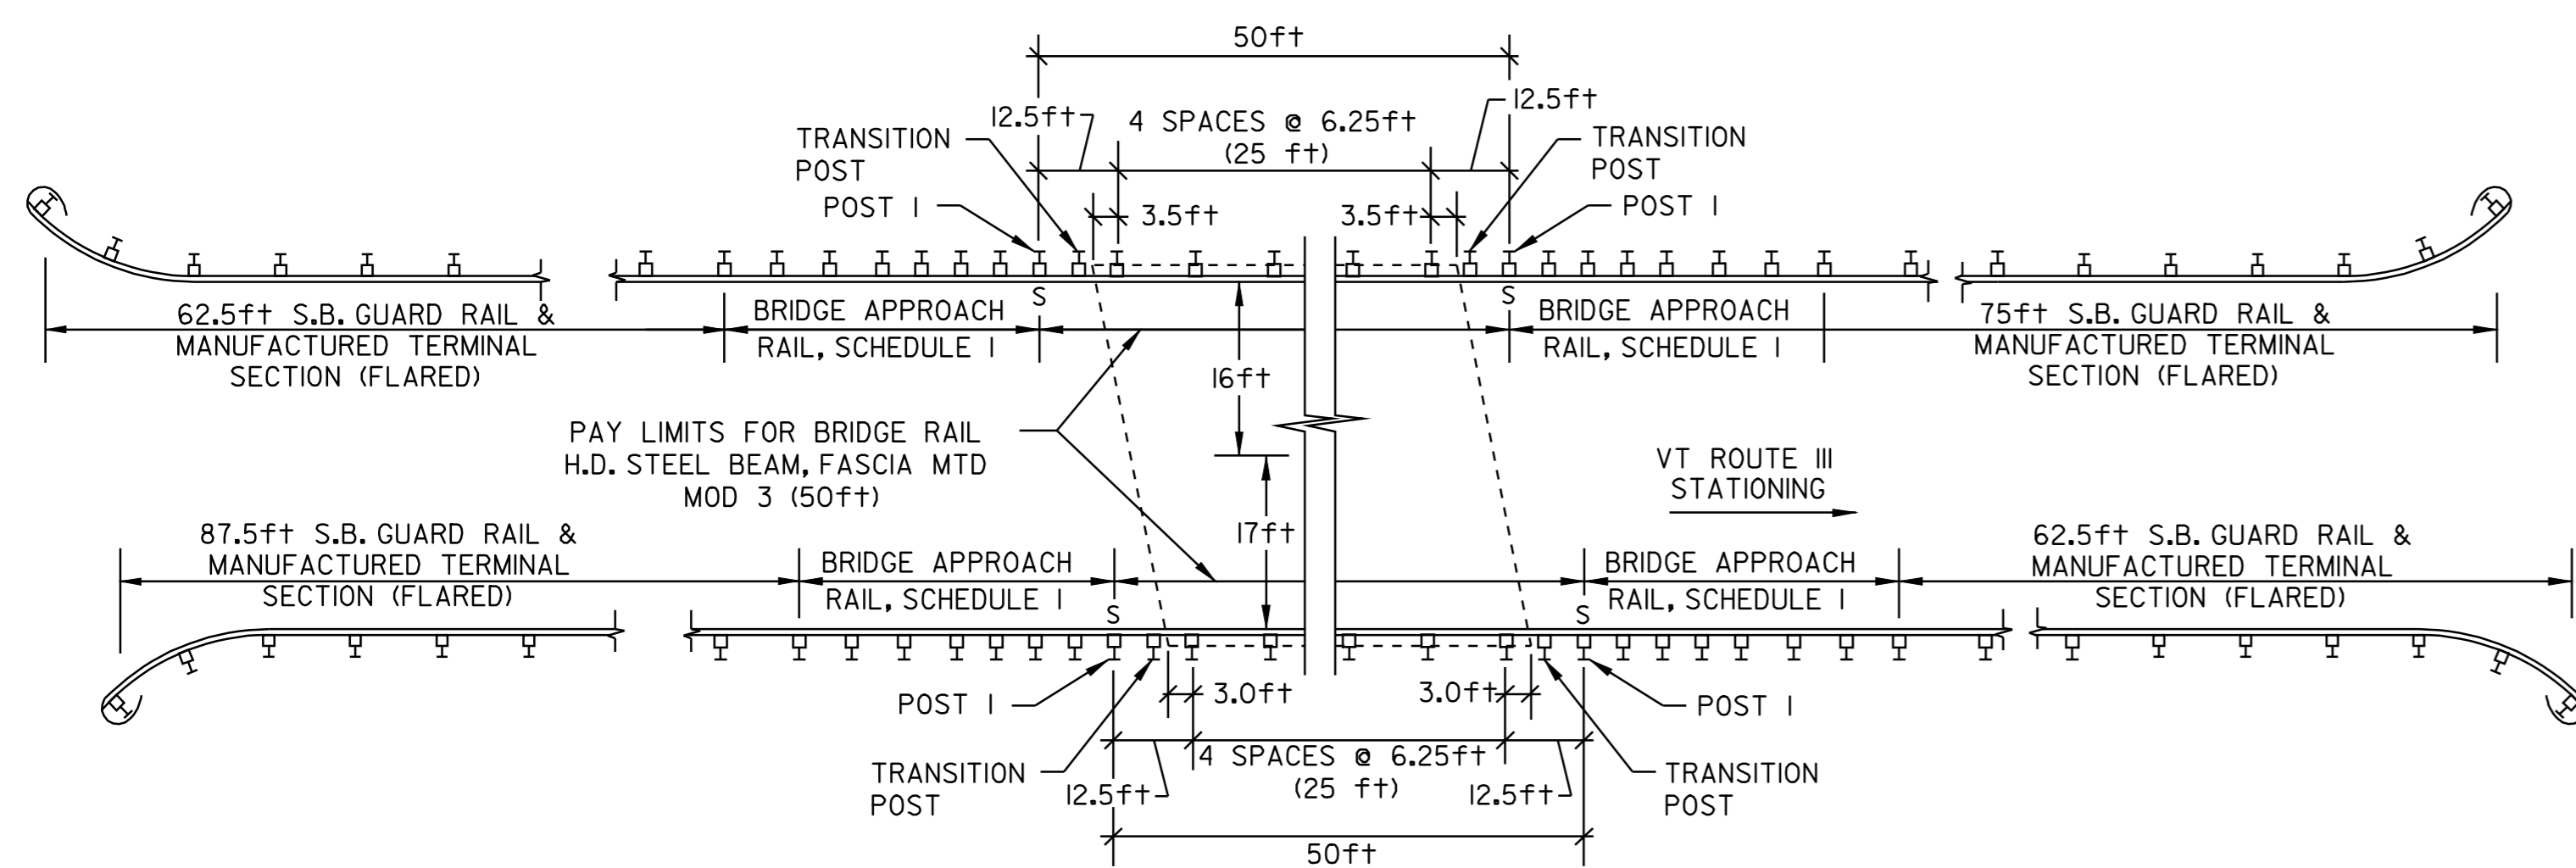 50ft
12.5ft
4 SPACES @ 6.25ft
(25 ft)
12.5ft
TRANSITION
POST
TRANSITION
POST
POST 1
3.5ft
3.5ft
POST 1
S
S
62.5ft S.B. GUARD RAIL &
MANUFACTURED TERMINAL
SECTION (FLARED)
BRIDGE APPROACH
RAIL, SCHEDULE 1
BRIDGE APPROACH
RAIL, SCHEDULE 1
75ft S.B. GUARD RAIL &
MANUFACTURED TERMINAL
SECTION (FLARED)
16ft
PAY LIMITS FOR BRIDGE RAIL
H.D. STEEL BEAM, FASCIA MTD
MOD 3 (50ft)
VT ROUTE 111
STATIONING
17ft
87.5ft S.B. GUARD RAIL &
MANUFACTURED TERMINAL
SECTION (FLARED)
BRIDGE APPROACH
RAIL, SCHEDULE 1
BRIDGE APPROACH
RAIL, SCHEDULE 1
62.5ft S.B. GUARD RAIL &
MANUFACTURED TERMINAL
SECTION (FLARED)
S
S
POST 1
3.0ft
3.0ft
POST 1
TRANSITION
POST
12.5ft
4 SPACES @ 6.25ft
(25 ft)
12.5ft
TRANSITION
POST
50ft